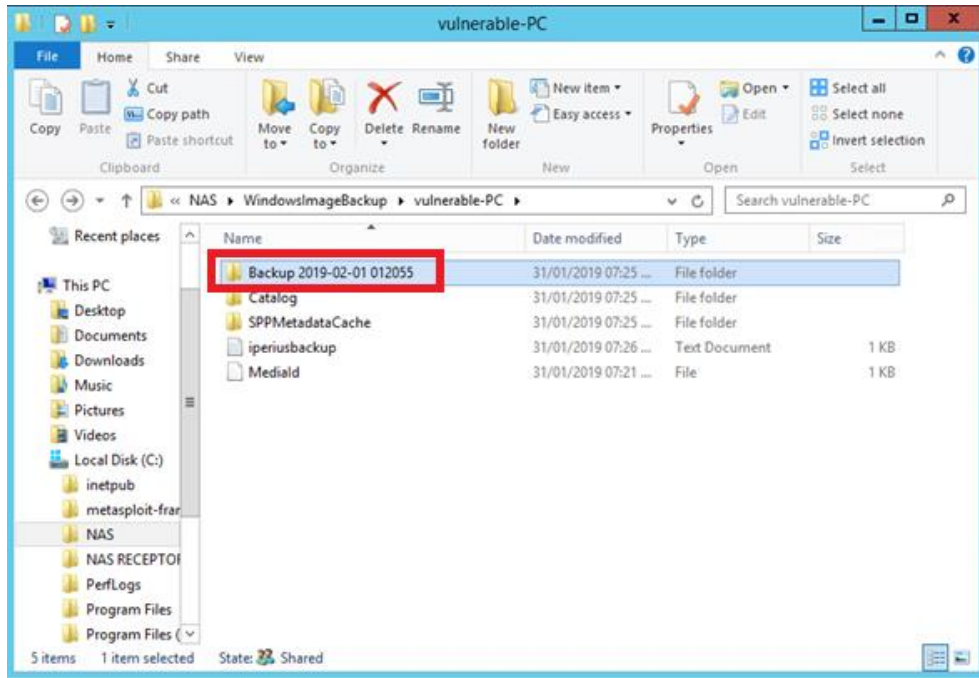 vulnerable-PC
File Home Share View
Copy
Paste
Cut
Copy path
Paste shortcut
Clipboard
Move to
Copy to
Delete
Rename
Organize
New folder
New item
Easy access
New
Properties
Open
Edit
Open
Select all
Select none
Invert selection
Select
« NAS WindowsImageBackup vulnerable-PC
Search vulnerable-PC
Recent places
This PC
Desktop
Documents
Downloads
Music
Pictures
Videos
Local Disk (C:)
inetpub
metasploit-frar
NAS
NAS RECEPTOF
PerfLogs
Program Files
Program Files (
Name Date modified Type Size
Backup 2019-02-01 012055 31/01/2019 07:25 ... File folder
Catalog 31/01/2019 07:25 ... File folder
SPPMetadataCache 31/01/2019 07:25 ... File folder
iperiusbackup 31/01/2019 07:26 ... Text Document 1 KB
MediaId 31/01/2019 07:21 ... File 1 KB
5 items 1 item selected State: Shared